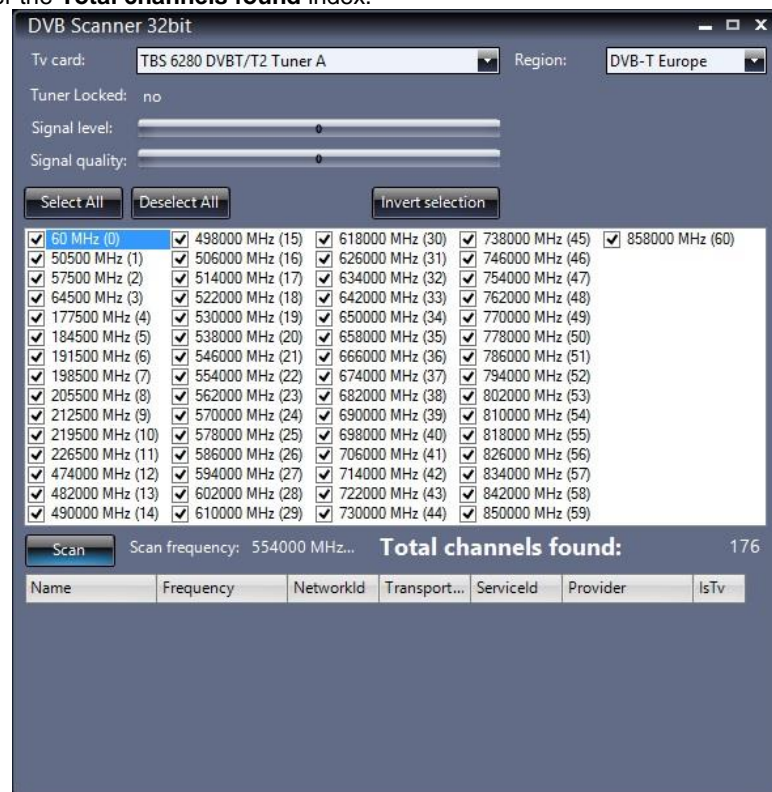 the Total channels found index.
DVB Scanner 32bit
Tv card: TBS 6280 DVBT/T2 Tuner A Region: DVB-T Europe
Tuner Locked: no
Signal level: 0
Signal quality: 0
Select All Deselect All Invert selection
60 MHz (0) 498000 MHz (15) 618000 MHz (30) 738000 MHz (45) 858000 MHz (60)
50500 MHz (1) 506000 MHz (16) 626000 MHz (31) 746000 MHz (46)
57500 MHz (2) 514000 MHz (17) 634000 MHz (32) 754000 MHz (47)
64500 MHz (3) 522000 MHz (18) 642000 MHz (33) 762000 MHz (48)
177500 MHz (4) 530000 MHz (19) 650000 MHz (34) 770000 MHz (49)
184500 MHz (5) 538000 MHz (20) 658000 MHz (35) 778000 MHz (50)
191500 MHz (6) 546000 MHz (21) 666000 MHz (36) 786000 MHz (51)
198500 MHz (7) 554000 MHz (22) 674000 MHz (37) 794000 MHz (52)
205500 MHz (8) 562000 MHz (23) 682000 MHz (38) 802000 MHz (53)
212500 MHz (9) 570000 MHz (24) 690000 MHz (39) 810000 MHz (54)
219500 MHz (10) 578000 MHz (25) 698000 MHz (40) 818000 MHz (55)
226500 MHz (11) 586000 MHz (26) 706000 MHz (41) 826000 MHz (56)
474000 MHz (12) 594000 MHz (27) 714000 MHz (42) 834000 MHz (57)
482000 MHz (13) 602000 MHz (28) 722000 MHz (43) 842000 MHz (58)
490000 MHz (14) 610000 MHz (29) 730000 MHz (44) 850000 MHz (59)
Scan Scan frequency: 554000 MHz... Total channels found: 176
Name Frequency NetworkId Transport... ServiceId Provider IsTv